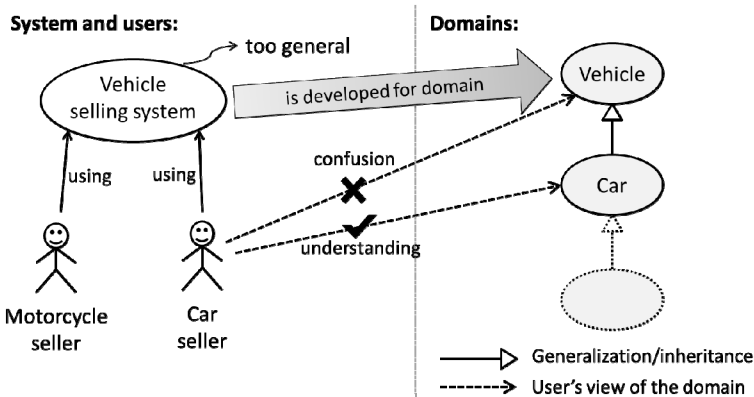 System and users:
Domains:
too general
Vehicle
selling system
is developed for domain
Vehicle
using
using
confusion
Car
understanding
Motorcycle
seller
Car
seller
Generalization/inheritance
User's view of the domain